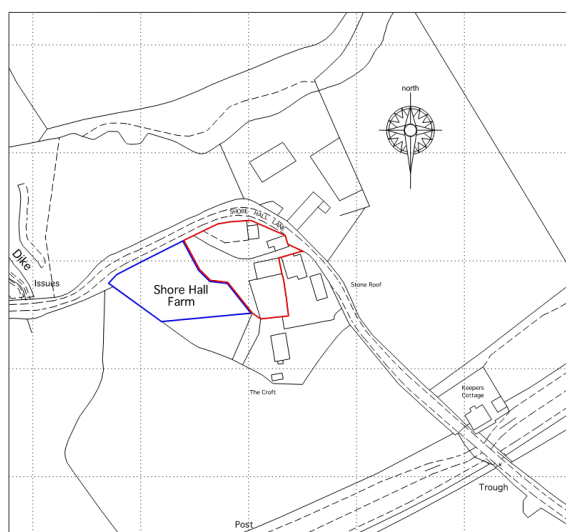 north
SHORE HALL LANE
Dike
Issues
Shore Hall
Farm
Stone Roof
The Croft
Keepers
Cottage
Trough
Post